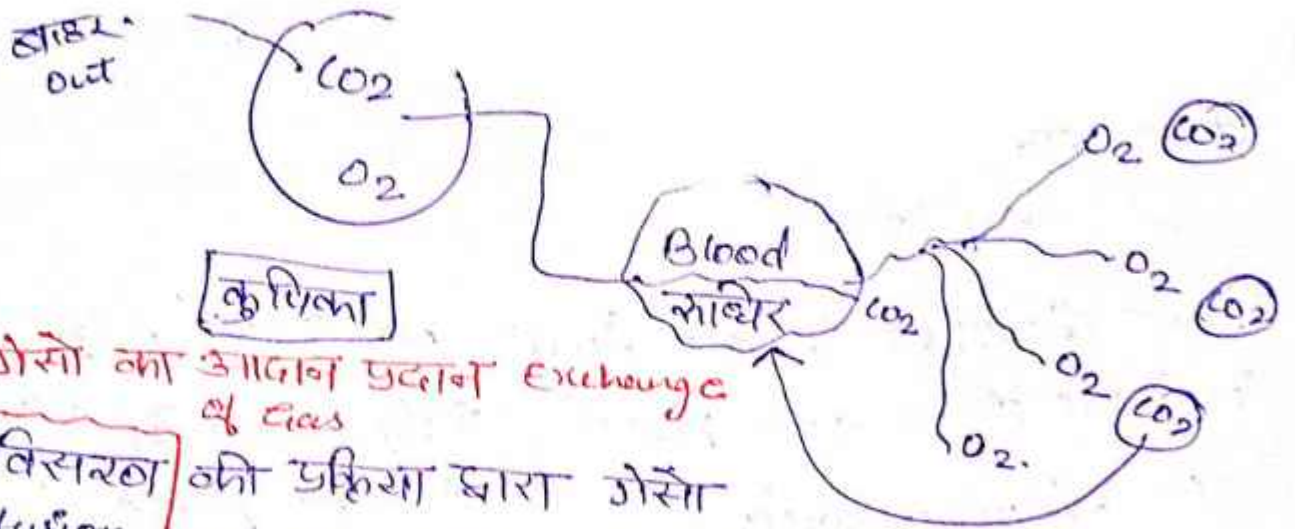 बाहर.
out
CO2
O2
कुपिका
Blood
रूधिर
CO2
O2 CO2
O2 CO2
O2 CO2
O2.
गैसो का आदान प्रदान Exchange
of Gas
विसरण की प्रक्रिया द्वारा गैसो